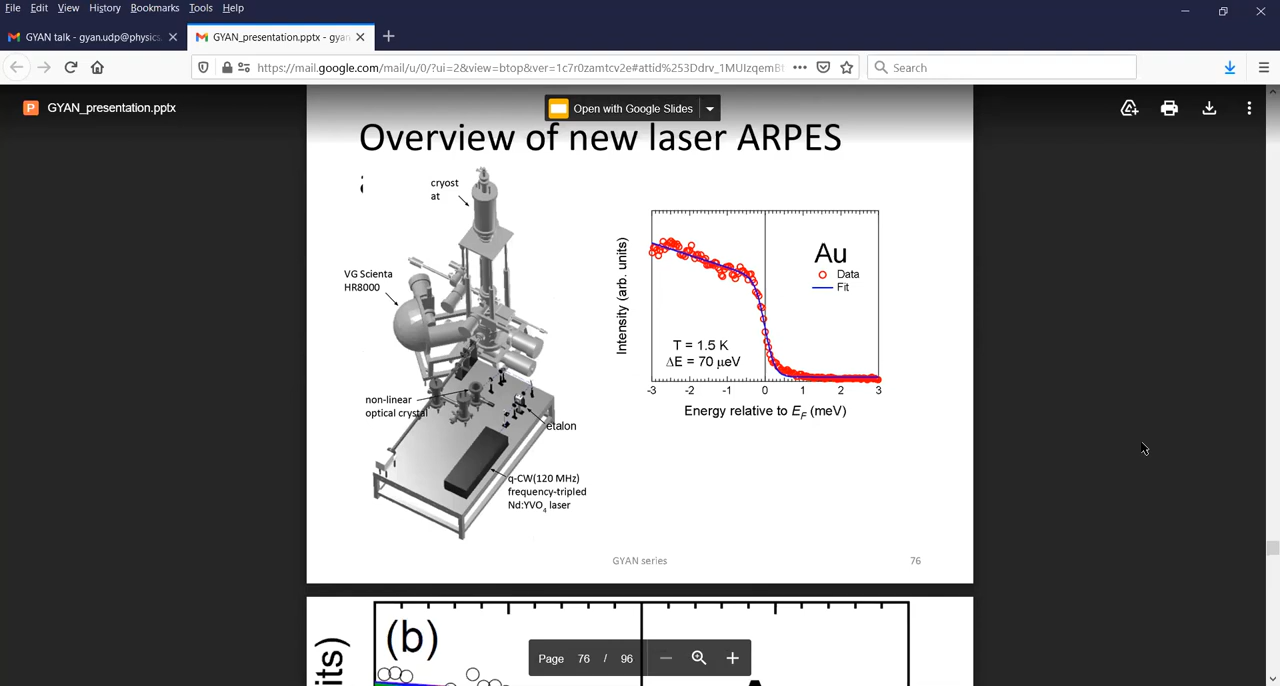 File Edit View History Bookmarks Tools Help
GYAN talk - gyan.udp@physics.
GYAN_presentation.pptx - gyan
https://mail.google.com/mail/u/0/?ui=2&view=btop&ver=1c7r0zamtcv2e#attid%253Ddrv_1MUIzqemB
Search
GYAN_presentation.pptx
Open with Google Slides
Overview of new laser ARPES
cryost
at
VG Scienta
HR8000
non-linear
optical crystal
etalon
q-CW(120 MHz)
frequency-tripled
Nd:YVO4 laser
Intensity (arb. units)
Au
Data
Fit
T = 1.5 K
ΔE = 70 μeV
-3 -2 -1 0 1 2 3
Energy relative to EF (meV)
GYAN series
76
(b)
its)
Page 76 / 96